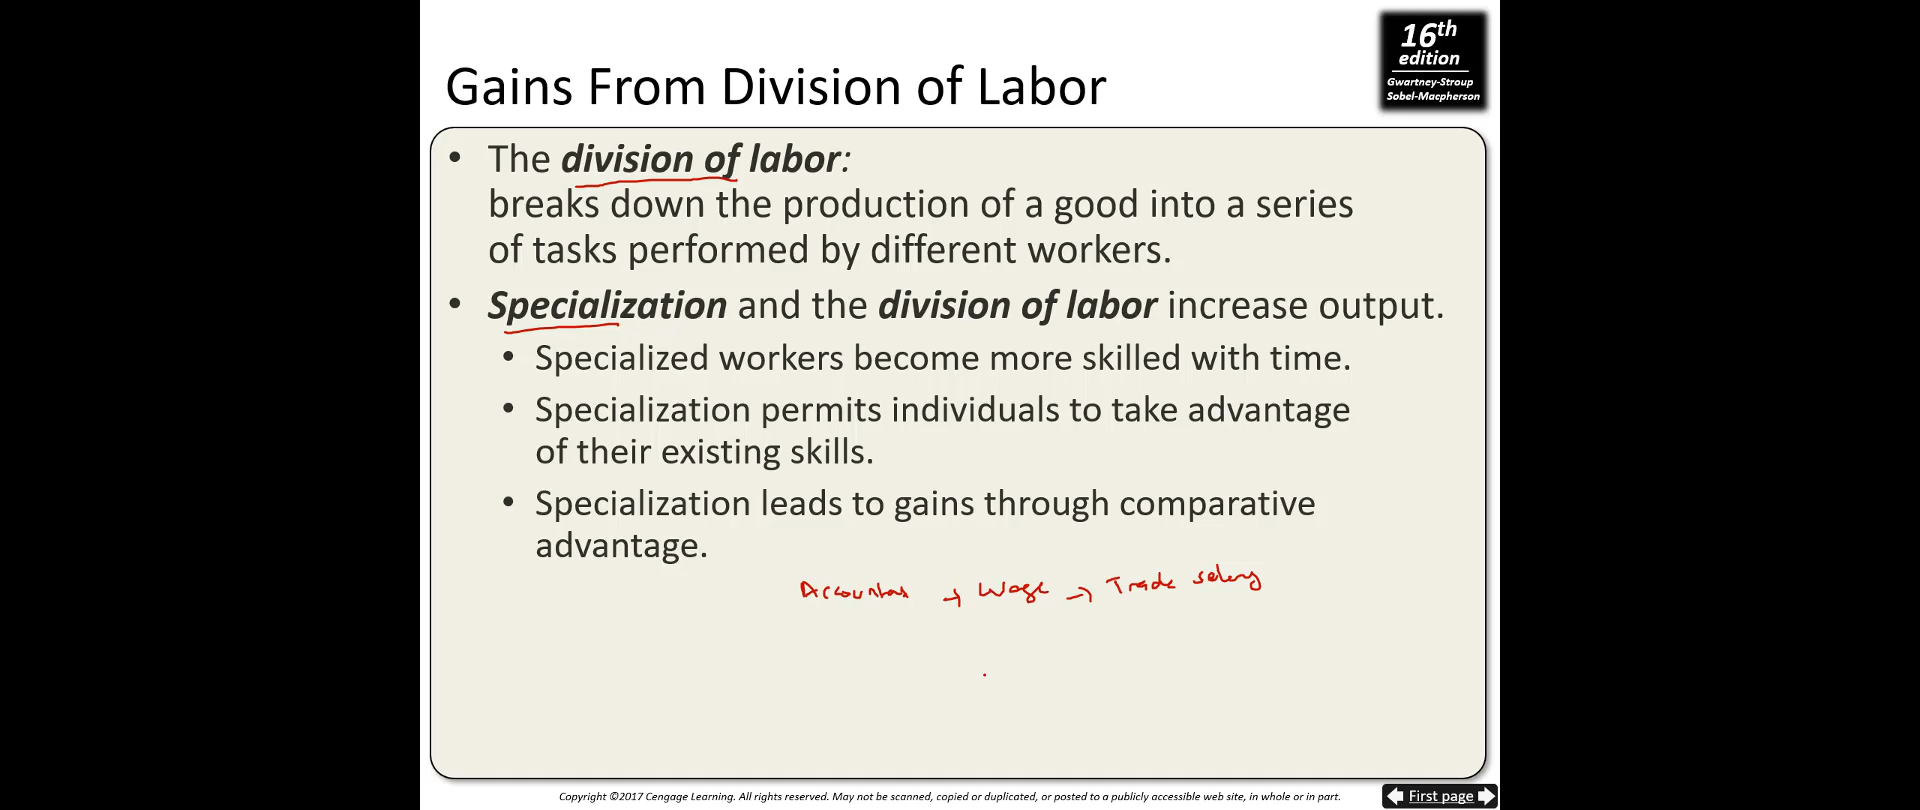 16th
edition
Gwartney-Stroup
Sobel-Macpherson
Gains From Division of Labor
• The division of labor:
breaks down the production of a good into a series
of tasks performed by different workers.
• Specialization and the division of labor increase output.
• Specialized workers become more skilled with time.
• Specialization permits individuals to take advantage
of their existing skills.
• Specialization leads to gains through comparative
advantage.
→ Wage → Trade salary
Copyright ©2017 Cengage Learning. All rights reserved. May not be scanned, copied or duplicated, or posted to a publicly accessible web site, in whole or in part.
First page